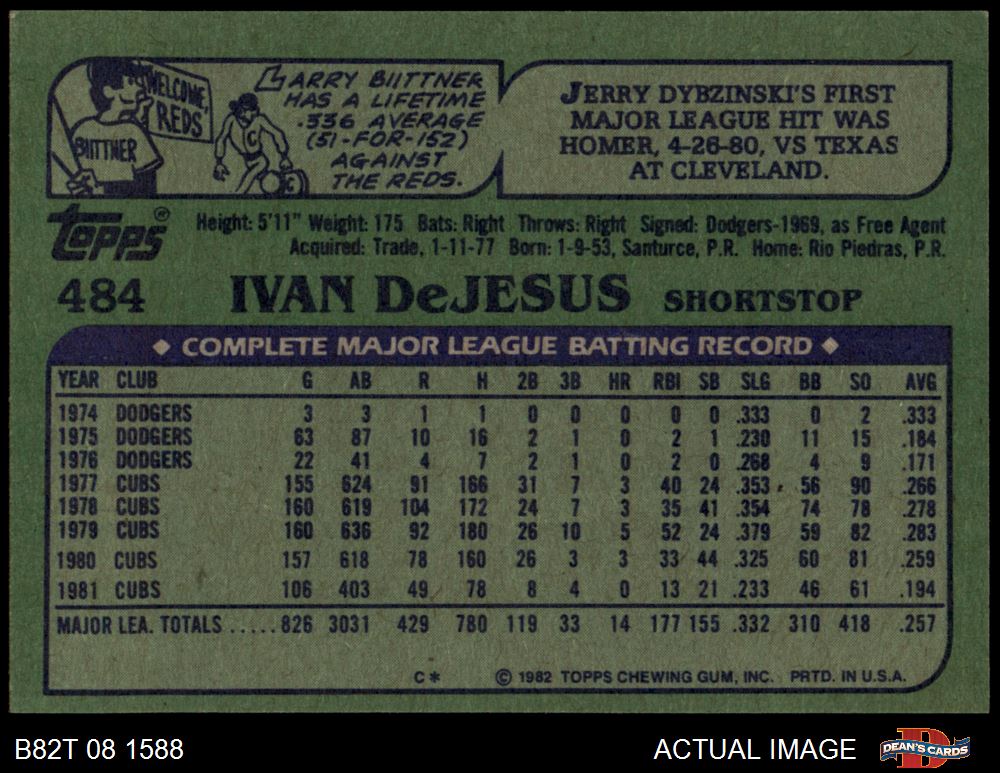 WELCOME, REDS
BIITTNER
LARRY BIITTNER
HAS A LIFETIME
.336 AVERAGE
(51-FOR-152)
AGAINST
THE REDS.
C
JERRY DYBZINSKI'S FIRST
MAJOR LEAGUE HIT WAS
HOMER, 4-26-80, VS TEXAS
AT CLEVELAND.
Topps®
Height: 5'11" Weight: 175 Bats: Right Throws: Right Signed: Dodgers-1969, as Free Agent
Acquired: Trade, 1-11-77 Born: 1-9-53, Santurce, P.R. Home: Rio Piedras, P.R.
484 IVAN DeJESUS SHORTSTOP
◆ COMPLETE MAJOR LEAGUE BATTING RECORD ◆
YEAR CLUB G AB R H 2B 3B HR RBI SB SLG BB SO AVG
1974 DODGERS 3 3 1 1 0 0 0 0 0 .333 0 2 .333
1975 DODGERS 63 87 10 16 2 1 0 2 1 .230 11 15 .184
1976 DODGERS 22 41 4 7 2 1 0 2 0 .268 4 9 .171
1977 CUBS 155 624 91 166 31 7 3 40 24 .353 56 90 .266
1978 CUBS 160 619 104 172 24 7 3 35 41 .354 74 78 .278
1979 CUBS 160 636 92 180 26 10 5 52 24 .379 59 82 .283
1980 CUBS 157 618 78 160 26 3 3 33 44 .325 60 81 .259
1981 CUBS 106 403 49 78 8 4 0 13 21 .233 46 61 .194
MAJOR LEA. TOTALS .....826 3031 429 780 119 33 14 177 155 .332 310 418 .257
C* © 1982 TOPPS CHEWING GUM, INC. PRTD. IN U.S.A.
B82T 08 1588 ACTUAL IMAGE DEAN'S CARDS